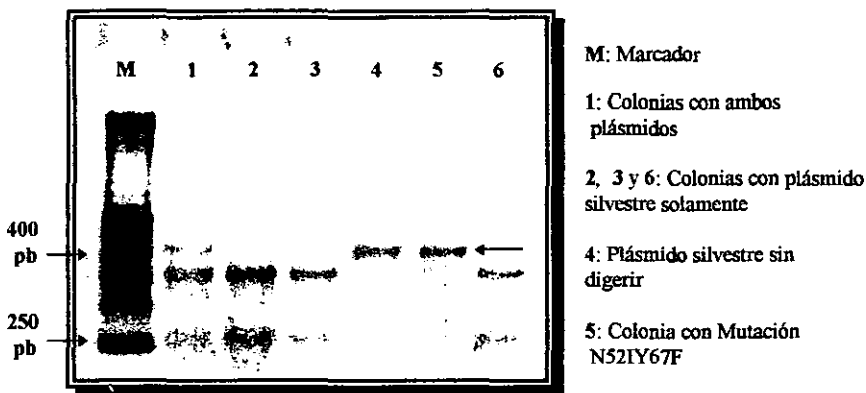 M 1 2 3 4 5 6
400
pb
250
pb
M: Marcador
1: Colonias con ambos
plásmidos
2, 3 y 6: Colonias con plásmido
silvestre solamente
4: Plásmido silvestre sin
digerir
5: Colonia con Mutación
N52IY67F